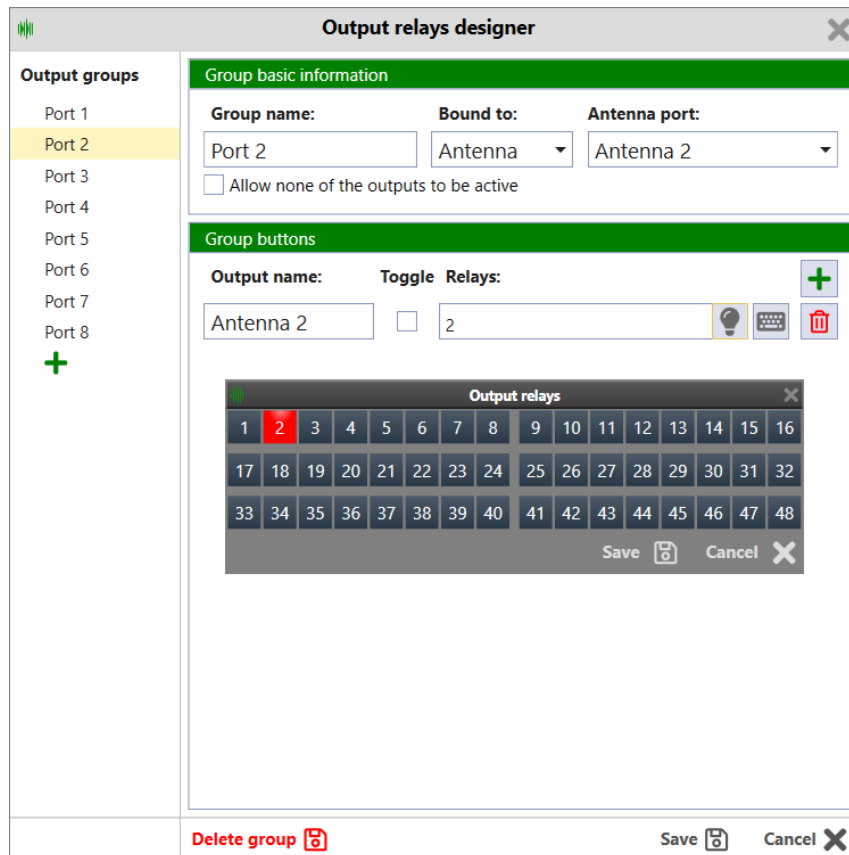 Output relays designer
Output groups
Port 1
Port 2
Port 3
Port 4
Port 5
Port 6
Port 7
Port 8
Group basic information
Group name: Bound to: Antenna port:
Port 2 Antenna Antenna 2
Allow none of the outputs to be active
Group buttons
Output name: Toggle Relays:
Antenna 2 2
Output relays
1 2 3 4 5 6 7 8 9 10 11 12 13 14 15 16
17 18 19 20 21 22 23 24 25 26 27 28 29 30 31 32
33 34 35 36 37 38 39 40 41 42 43 44 45 46 47 48
Save Cancel
Delete group Save Cancel